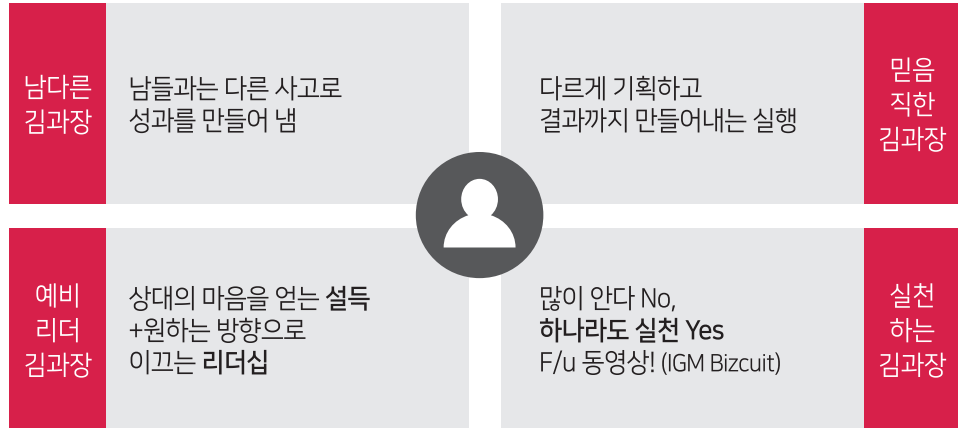 남다른
김과장
남들과는 다른 사고로
성과를 만들어 냄
다르게 기획하고
결과까지 만들어내는 실행
믿음
직한
김과장
예비
리더
김과장
상대의 마음을 얻는 설득
+원하는 방향으로
이끄는 리더십
많이 안다 No,
하나라도 실천 Yes
F/u 동영상! (IGM Bizcuit)
실천
하는
김과장